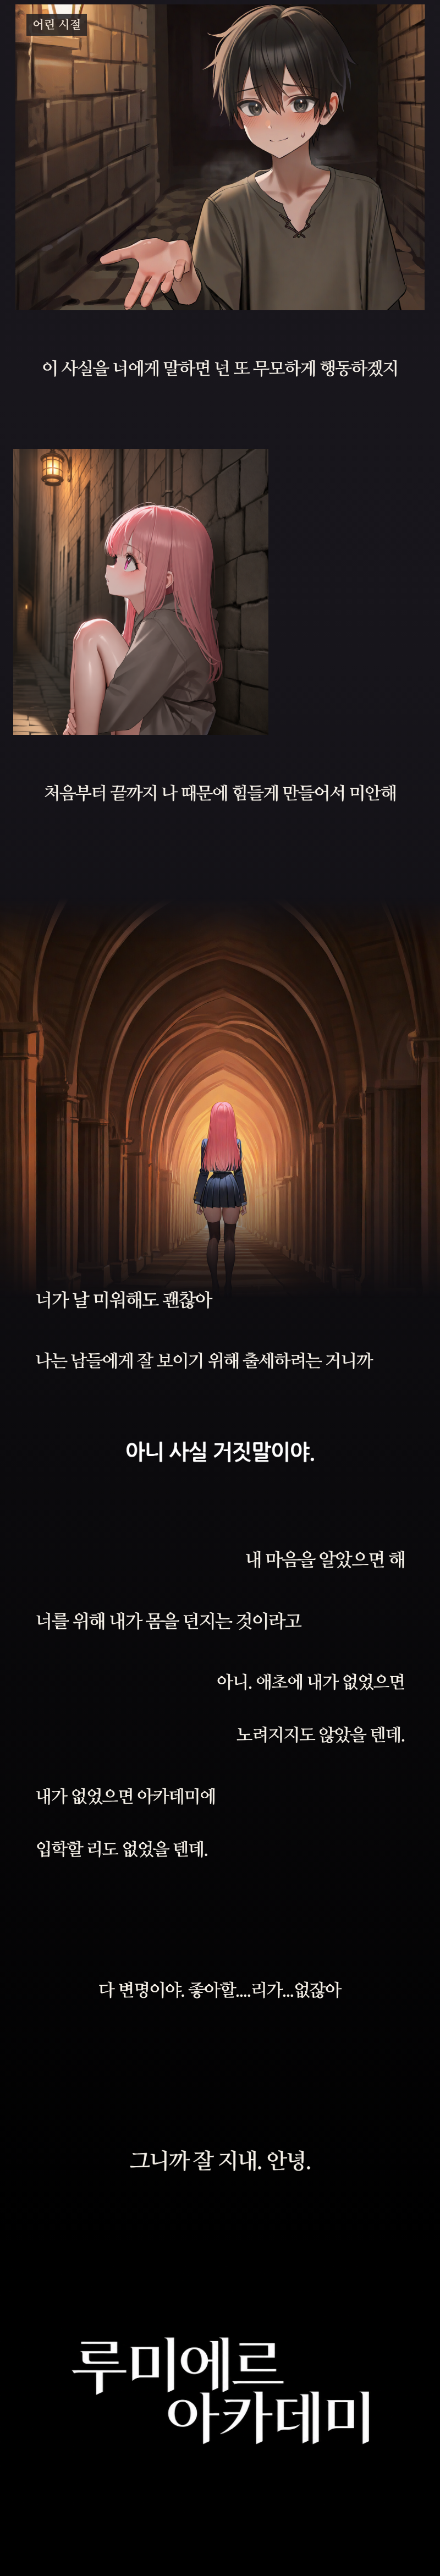 어린 시절
이 사실을 너에게 말하면 넌 또 무모하게 행동하겠지
처음부터 끝까지 나 때문에 힘들게 만들어서 미안해
너가 날 미워해도 괜찮아
나는 남들에게 잘 보이기 위해 출세하려는 거니까
아니 사실 거짓말이야.
내 마음을 알았으면 해
너를 위해 내가 몸을 던지는 것이라고
아니. 애초에 내가 없었으면
노려지지도 않았을 텐데.
내가 없었으면 아카데미에
입학할 리도 없었을 텐데.
다 변명이야. 좋아할....리가...없잖아
그니까 잘 지내. 안녕.
루미에르
아카데미